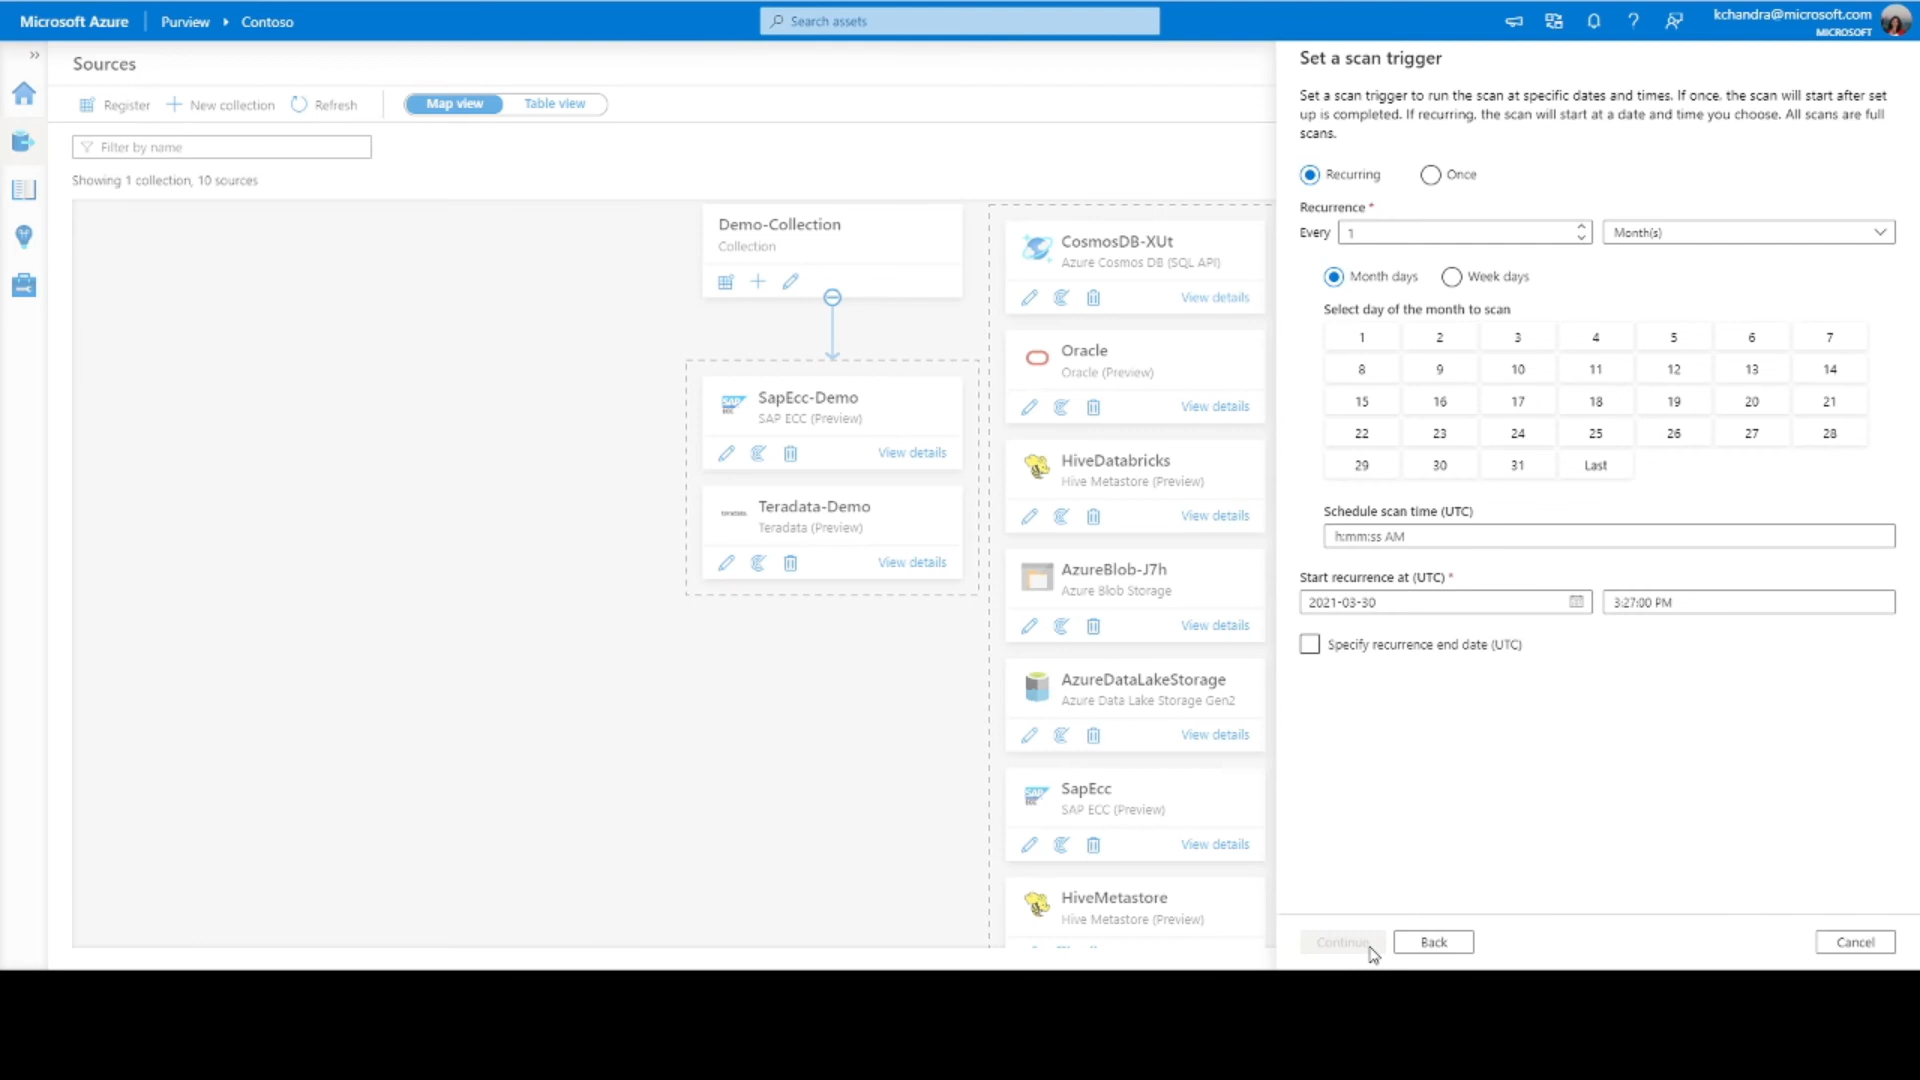 Microsoft Azure
Purview
Contoso
Search assets
kchandra@microsoft.com
MICROSOFT
Sources
Register
New collection
Refresh
Map view
Table view
Filter by name
Showing 1 collection, 10 sources
Demo-Collection
Collection
SapEcc-Demo
SAP ECC (Preview)
View details
Teradata-Demo
Teradata (Preview)
View details
CosmosDB-XUt
Azure Cosmos DB (SQL API)
View details
Oracle
Oracle (Preview)
View details
HiveDatabricks
Hive Metastore (Preview)
View details
AzureBlob-J7h
Azure Blob Storage
View details
AzureDataLakeStorage
Azure Data Lake Storage Gen2
View details
SapEcc
SAP ECC (Preview)
View details
HiveMetastore
Hive Metastore (Preview)
Set a scan trigger
Set a scan trigger to run the scan at specific dates and times. If once, the scan will start after set
up is completed. If recurring, the scan will start at a date and time you choose. All scans are full
scans.
Recurring
Once
Recurrence *
Every 1 Month(s)
Month days
Week days
Select day of the month to scan
1 2 3 4 5 6 7
8 9 10 11 12 13 14
15 16 17 18 19 20 21
22 23 24 25 26 27 28
29 30 31 Last
Schedule scan time (UTC)
h:mm:ss AM
Start recurrence at (UTC) *
2021-03-30
3:27:00 PM
Specify recurrence end date (UTC)
Continue
Back
Cancel